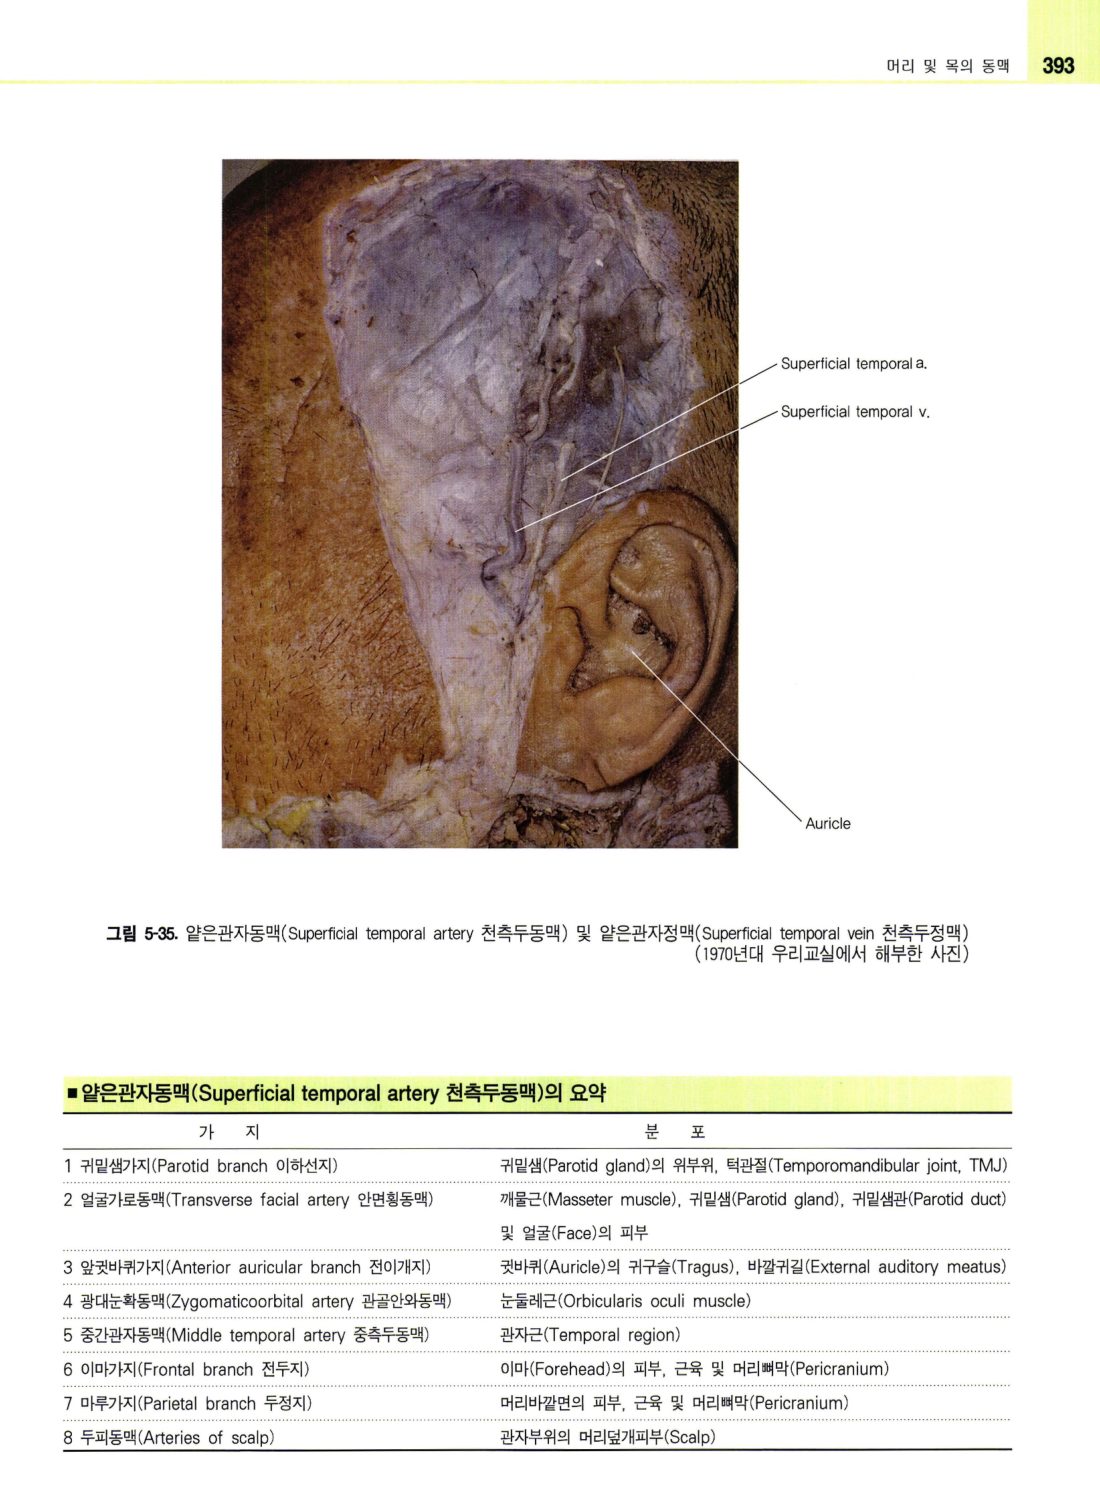 머리 및 목의 동맥 393
Superficial temporal a.
Superficial temporal v.
Auricle
그림 5-35. 얕은관자동맥(Superficial temporal artery 천측두동맥) 및 얕은관자정맥(Superficial temporal vein 천측두정맥)
(1970년대 우리교실에서 해부한 사진)
■ 얕은관자동맥(Superficial temporal artery 천측두동맥)의 요약
가 지 분 포
1 귀밑샘가지(Parotid branch 이하선지) 귀밑샘(Parotid gland)의 위부위, 턱관절(Temporomandibular joint, TMJ)
2 얼굴가로동맥(Transverse facial artery 안면횡동맥) 깨물근(Masseter muscle), 귀밑샘(Parotid gland), 귀밑샘관(Parotid duct)
및 얼굴(Face)의 피부
3 앞귓바퀴가지(Anterior auricular branch 전이개지) 귓바퀴(Auricle)의 귀구슬(Tragus), 바깥귀길(External auditory meatus)
4 광대눈확동맥(Zygomaticoorbital artery 관골안와동맥) 눈둘레근(Orbicularis oculi muscle)
5 중간관자동맥(Middle temporal artery 중측두동맥) 관자근(Temporal region)
6 이마가지(Frontal branch 전두지) 이마(Forehead)의 피부, 근육 및 머리뼈막(Pericranium)
7 마루가지(Parietal branch 두정지) 머리바깥면의 피부, 근육 및 머리뼈막(Pericranium)
8 두피동맥(Arteries of scalp) 관자부위의 머리덮개피부(Scalp)